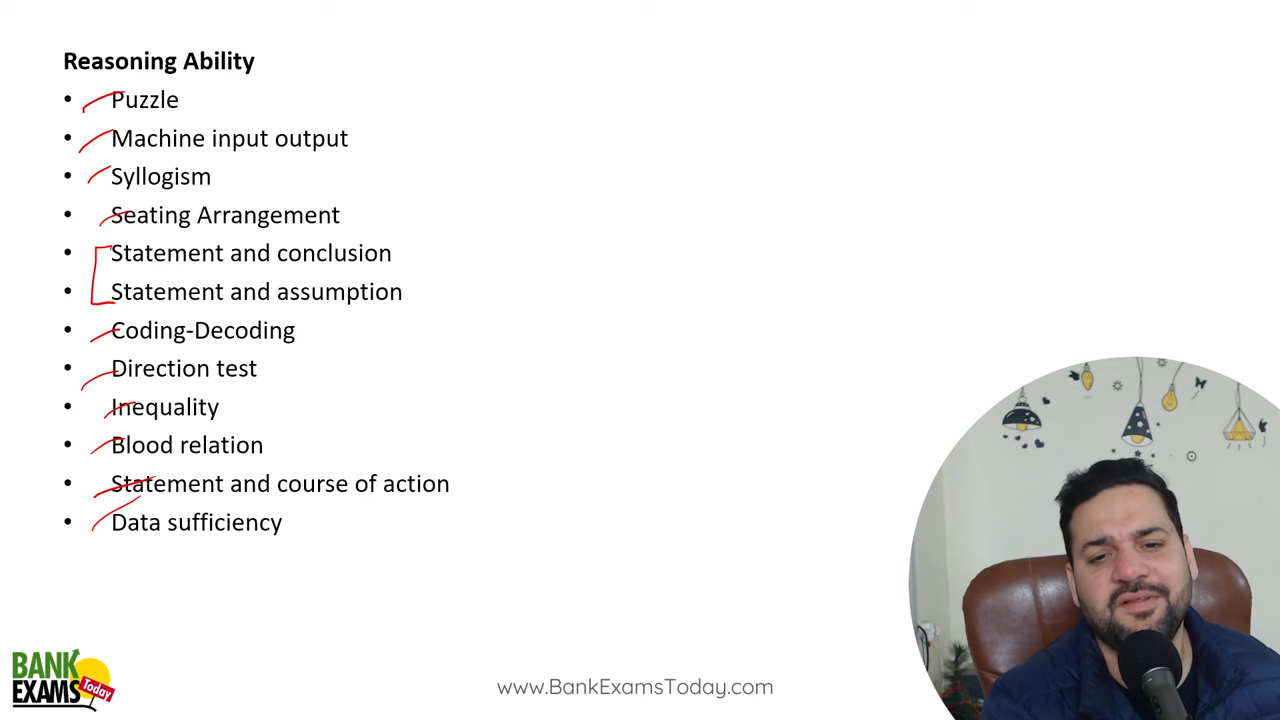 Reasoning Ability
• Puzzle
• Machine input output
• Syllogism
• Seating Arrangement
• Statement and conclusion
• Statement and assumption
• Coding-Decoding
• Direction test
• Inequality
• Blood relation
• Statement and course of action
• Data sufficiency
BANK
EXAMS
Today
www.BankExamsToday.com